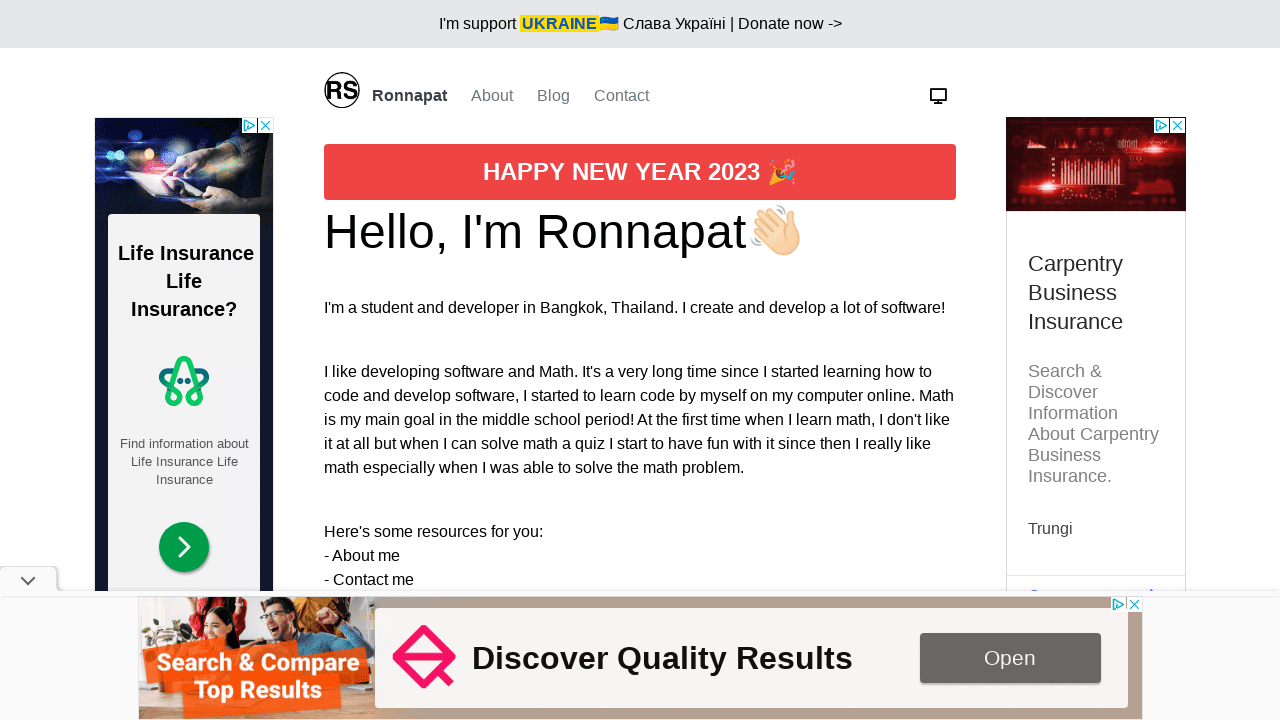 I'm support UKRAINE🇺🇦 Слава Україні | Donate now ->
RS Ronnapat About Blog Contact
HAPPY NEW YEAR 2023 🎉
Hello, I'm Ronnapat👋🏻
I'm a student and developer in Bangkok, Thailand. I create and develop a lot of software!
I like developing software and Math. It's a very long time since I started learning how to
code and develop software, I started to learn code by myself on my computer online. Math
is my main goal in the middle school period! At the first time when I learn math, I don't like
it at all but when I can solve math a quiz I start to have fun with it since then I really like
math especially when I was able to solve the math problem.
Here's some resources for you:
- About me
- Contact me
Life Insurance
Life
Insurance?
Find information about
Life Insurance Life
Insurance
Carpentry
Business
Insurance
Search &
Discover
Information
About Carpentry
Business
Insurance.
Trungi
Search & Compare
Top Results
Discover Quality Results
Open